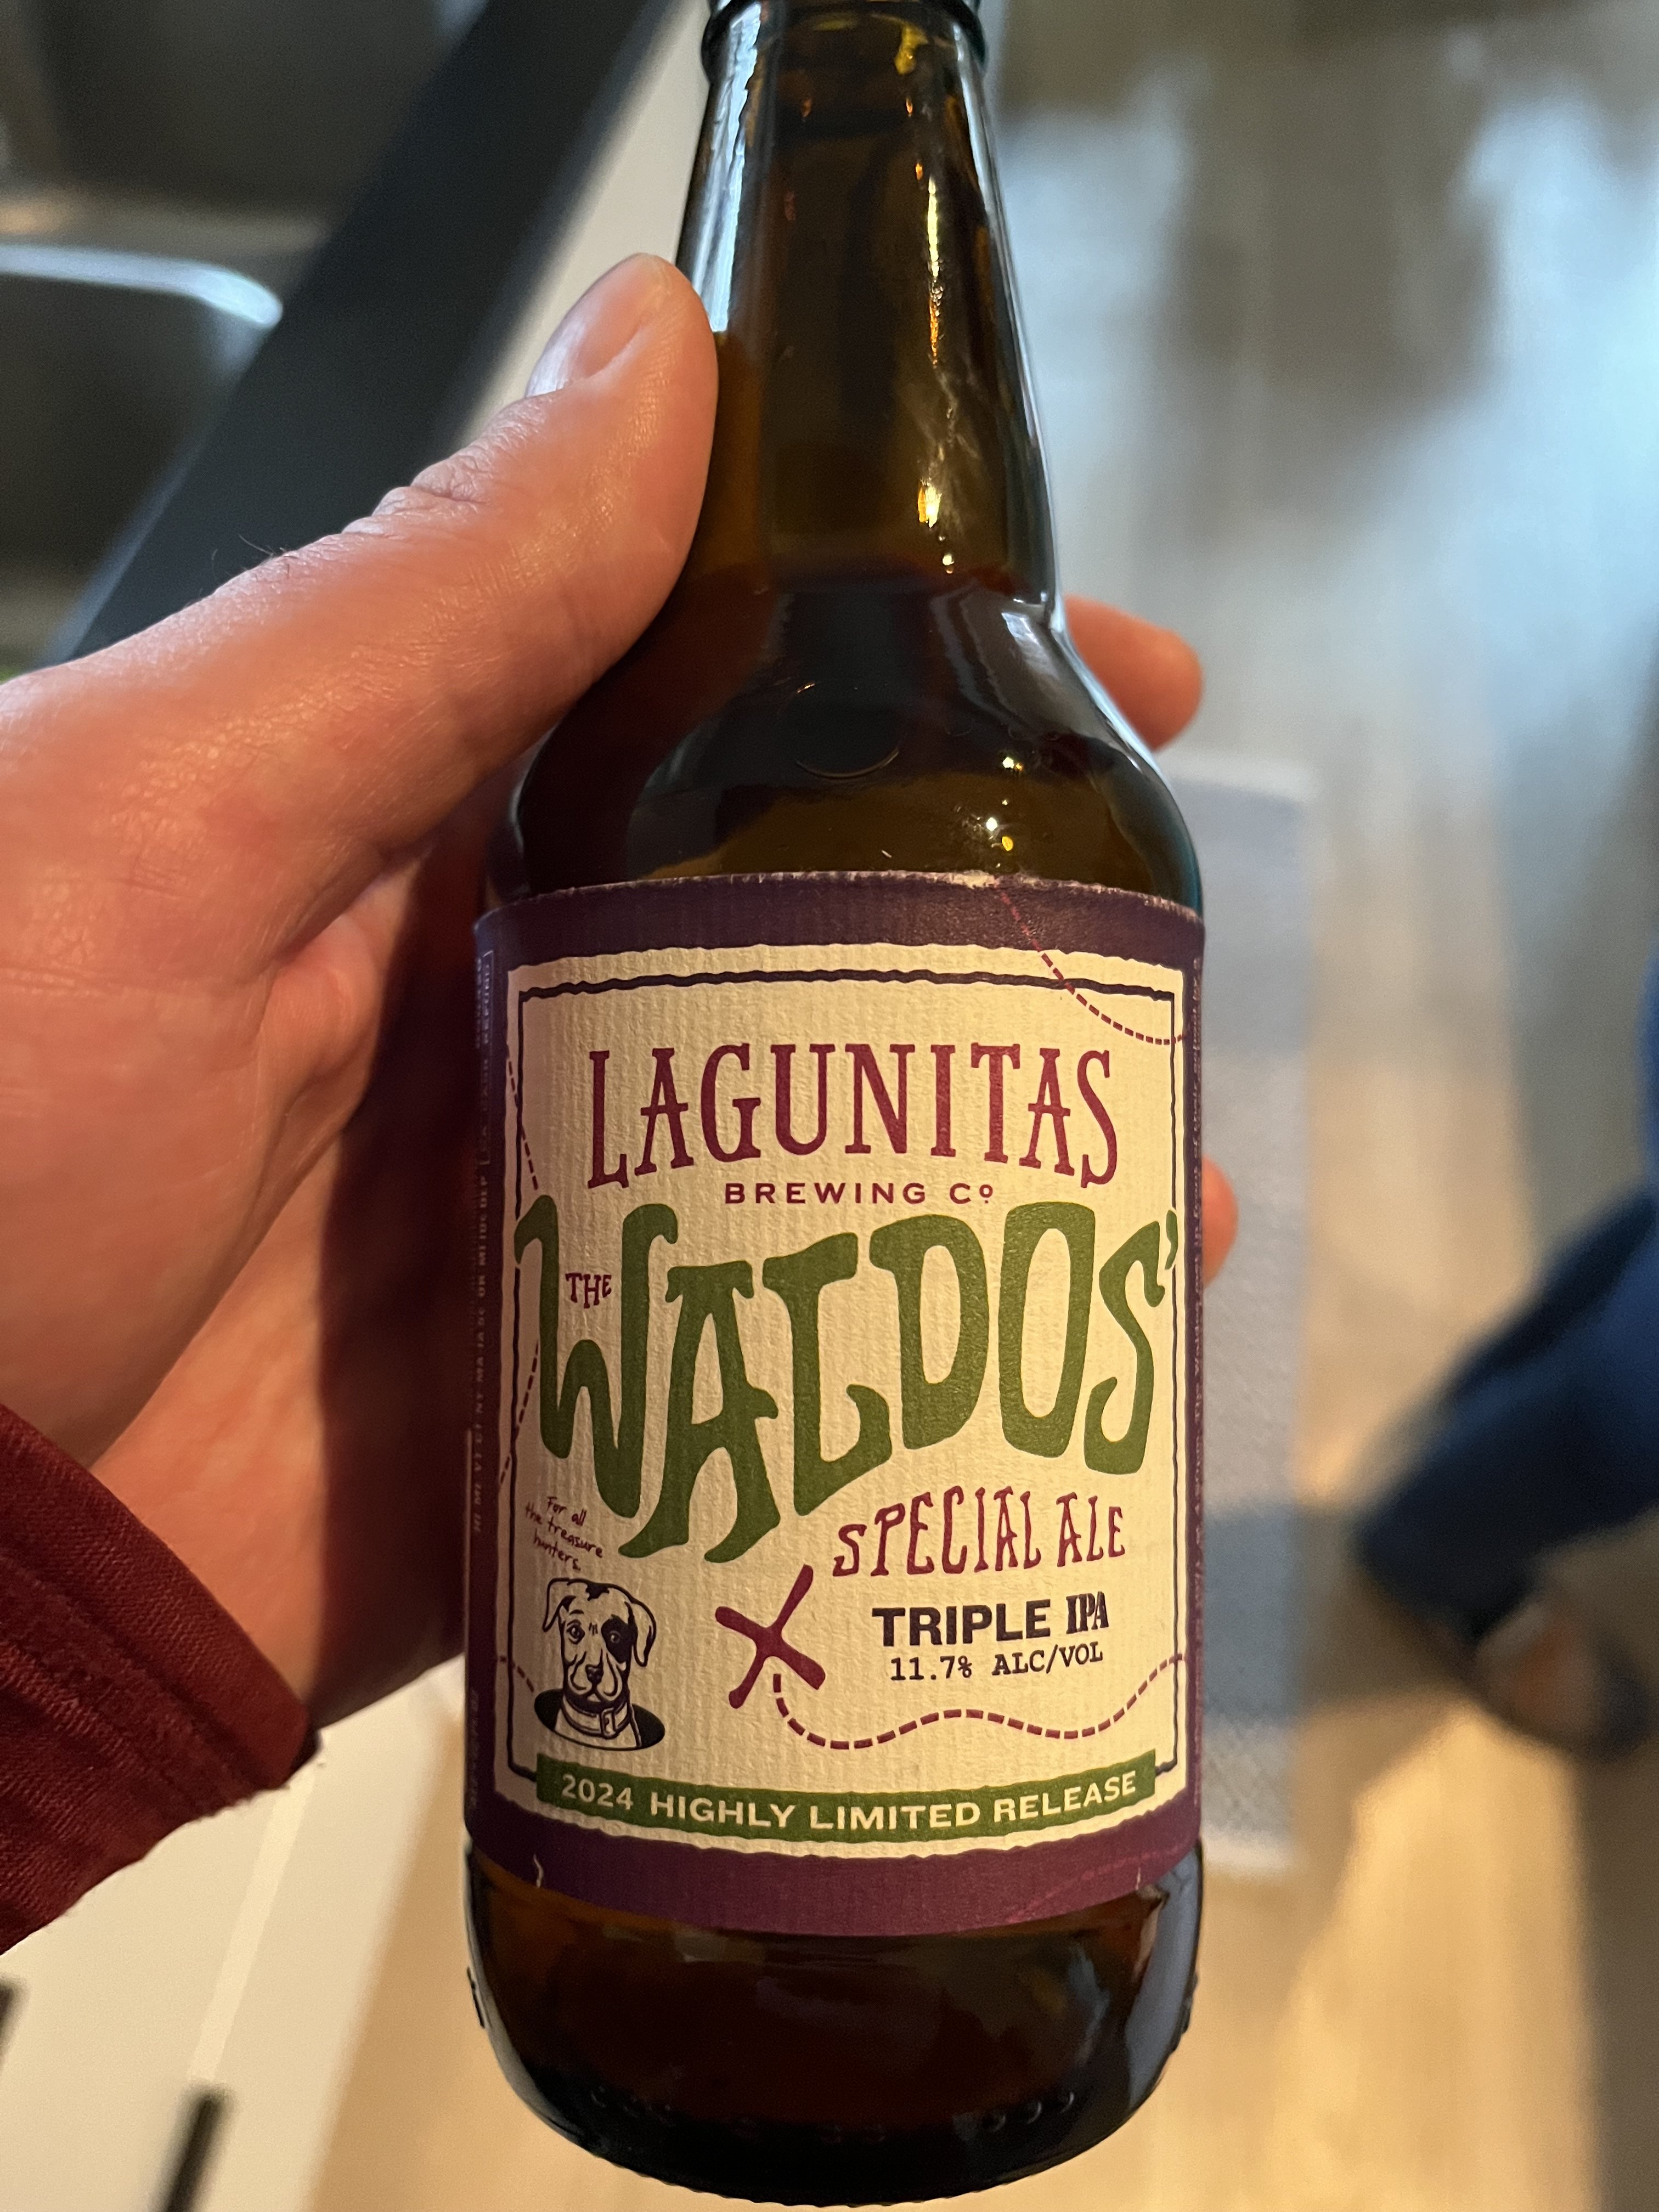 LAGUNITAS
BREWING Cº
THE
WALDOS'
SPECIAL ALE
For all
the treasure
hunters.
TRIPLE IPA
11.7% ALC/VOL
2024 HIGHLY LIMITED RELEASE